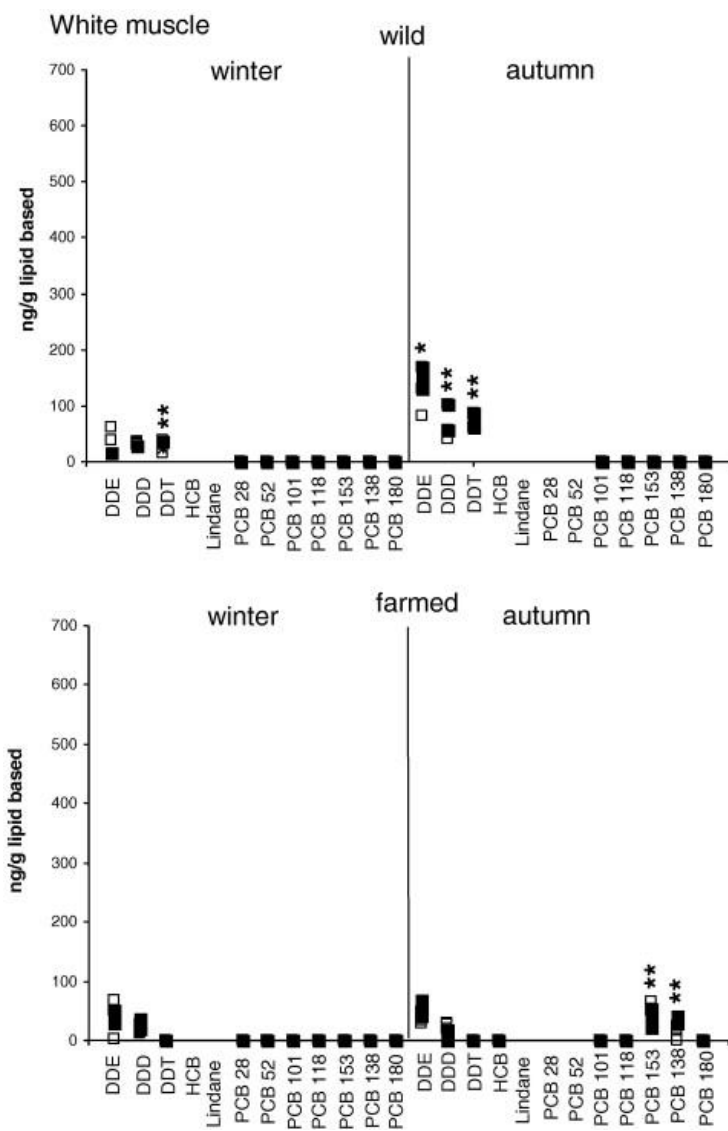 White muscle
wild
winter
autumn
700
600
500
400
300
200
100
0
ng/g lipid based
**
*
**
**
DDE
DDD
DDT
HCB
Lindane
PCB 28
PCB 52
PCB 101
PCB 118
PCB 153
PCB 138
PCB 180
DDE
DDD
DDT
HCB
Lindane
PCB 28
PCB 52
PCB 101
PCB 118
PCB 153
PCB 138
PCB 180
farmed
winter
autumn
700
600
500
400
300
200
100
0
ng/g lipid based
**
**
DDE
DDD
DDT
HCB
Lindane
PCB 28
PCB 52
PCB 101
PCB 118
PCB 153
PCB 138
PCB 180
DDE
DDD
DDT
HCB
Lindane
PCB 28
PCB 52
PCB 101
PCB 118
PCB 153
PCB 138
PCB 180